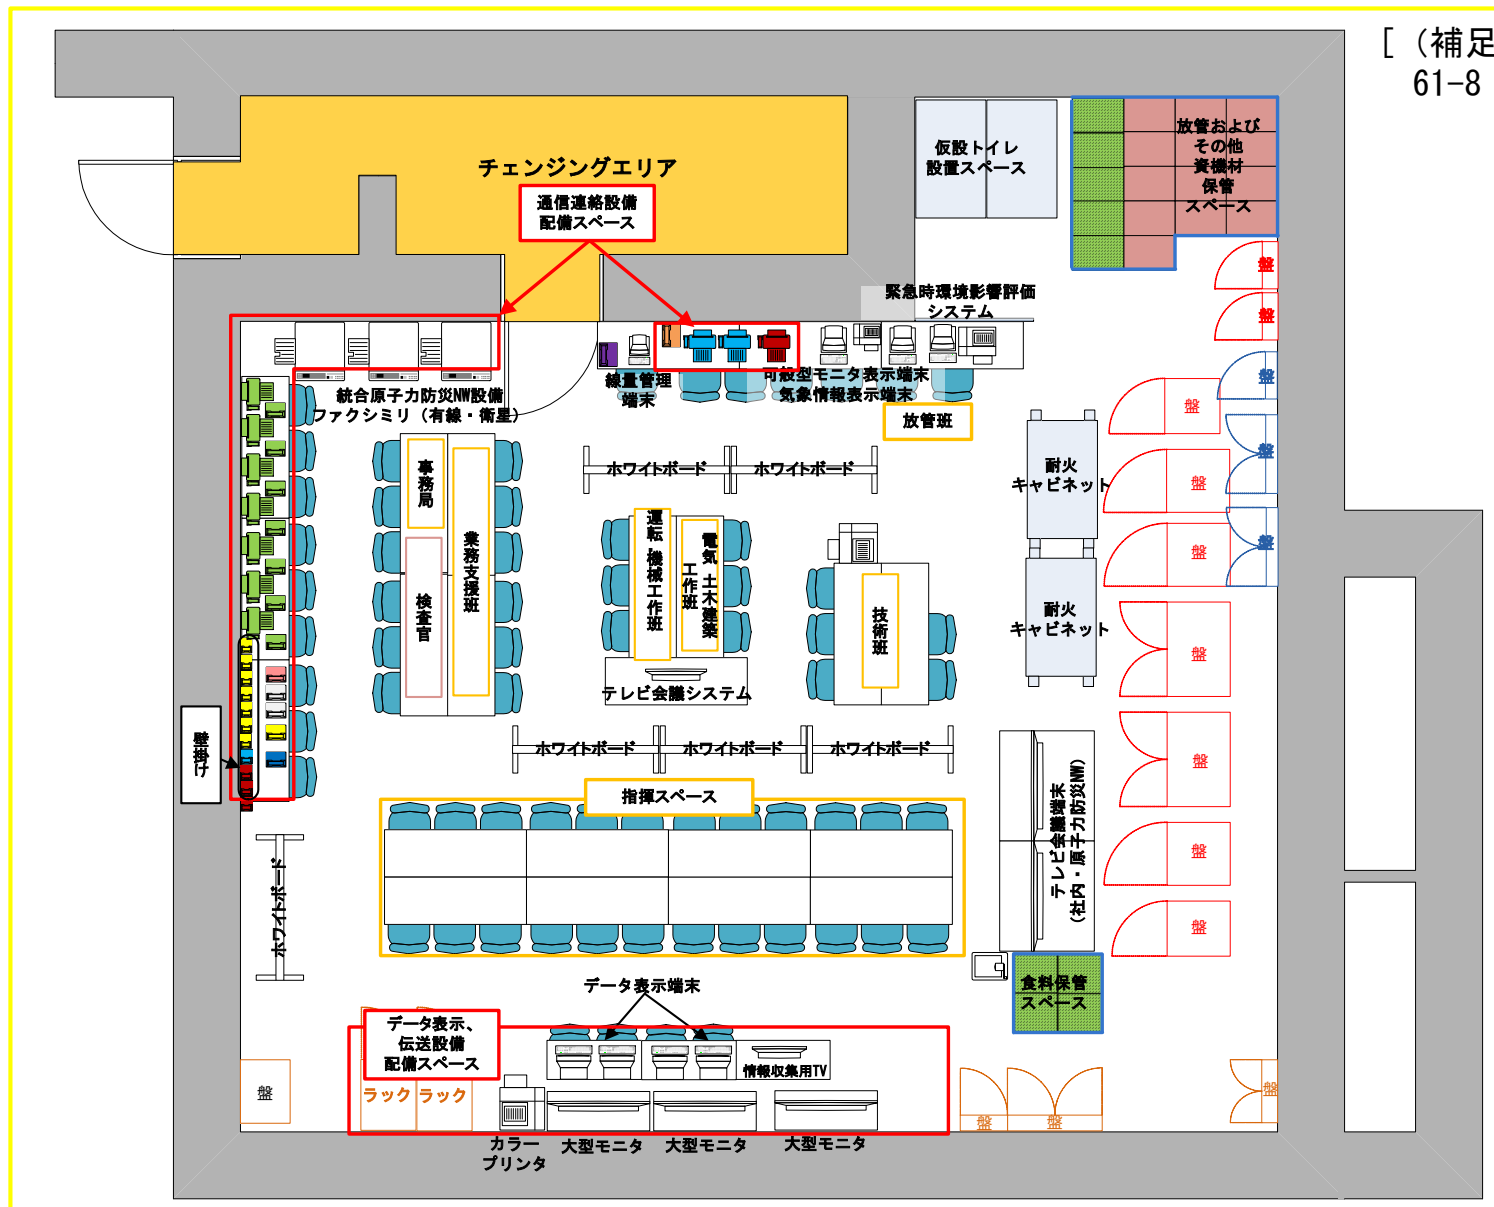 [（補足
61-8
チェンジングエリア
通信連絡設備
配備スペース
仮設トイレ
設置スペース
放管および
その他
資機材
保管
スペース
盤
盤
緊急時環境影響評価
システム
線量管理
端末
可搬型モニタ表示端末
気象情報表示端末
放管班
統合原子力防災NW設備
ファクシミリ（有線・衛星）
盤
盤
盤
盤
盤
盤
ホワイトボード
ホワイトボード
事務局
業務支援班
検査官
運転・機械工作班
電気・土木建築
工作班
技術班
テレビ会議システム
耐火
キャビネット
耐火
キャビネット
盤
盤
盤
盤
壁掛け
ホワイトボード
ホワイトボード
ホワイトボード
指揮スペース
テレビ会議端末
（社内・原子力防災NW）
ホワイトボード
食料保管
スペース
データ表示端末
データ表示、
伝送設備
配備スペース
情報収集用TV
盤
ラック
ラック
盤
盤
盤
カラー
プリンタ
大型モニタ
大型モニタ
大型モニタ